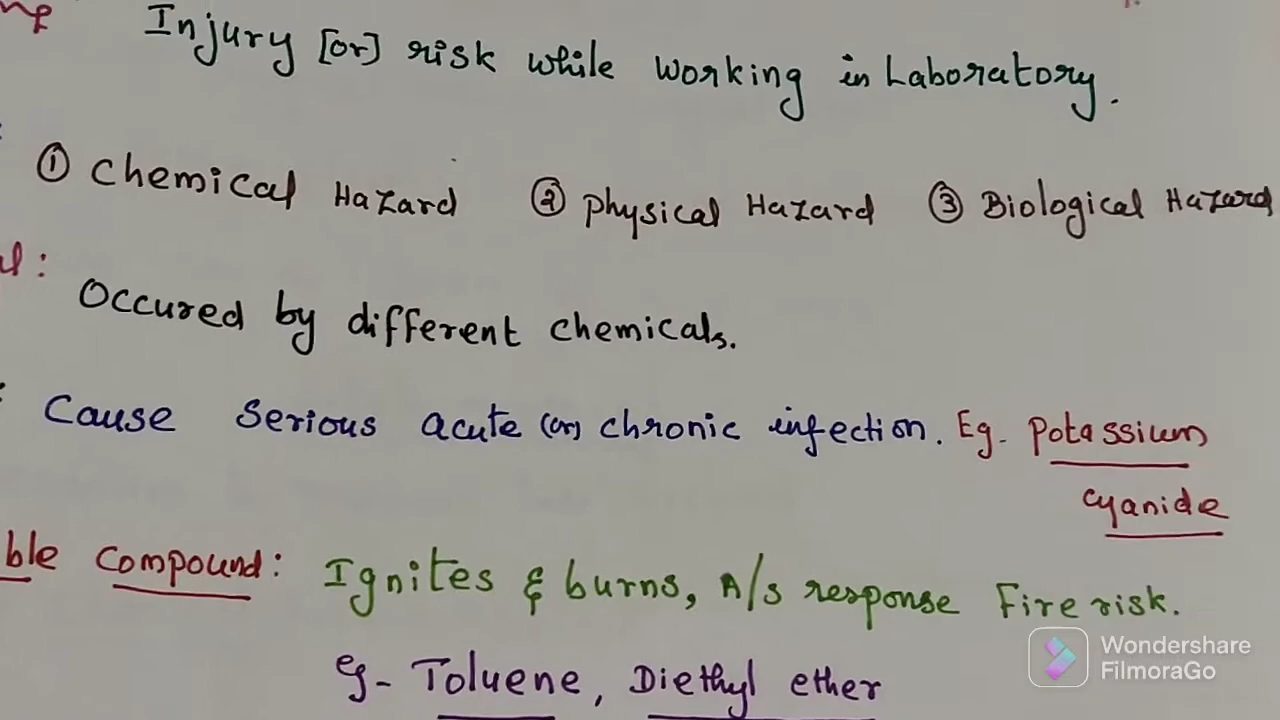 Injury [or] risk while working in Laboratory.
① Chemical Hazard ② Physical Hazard ③ Biological Hazard
Occured by different chemicals.
Cause serious acute (or) chronic infection. Eg. Potassium
cyanide
ble Compound: Ignites & burns, A/s response Fire risk.
eg- Toluene, Diethyl ether
Wondershare
FilmoraGo